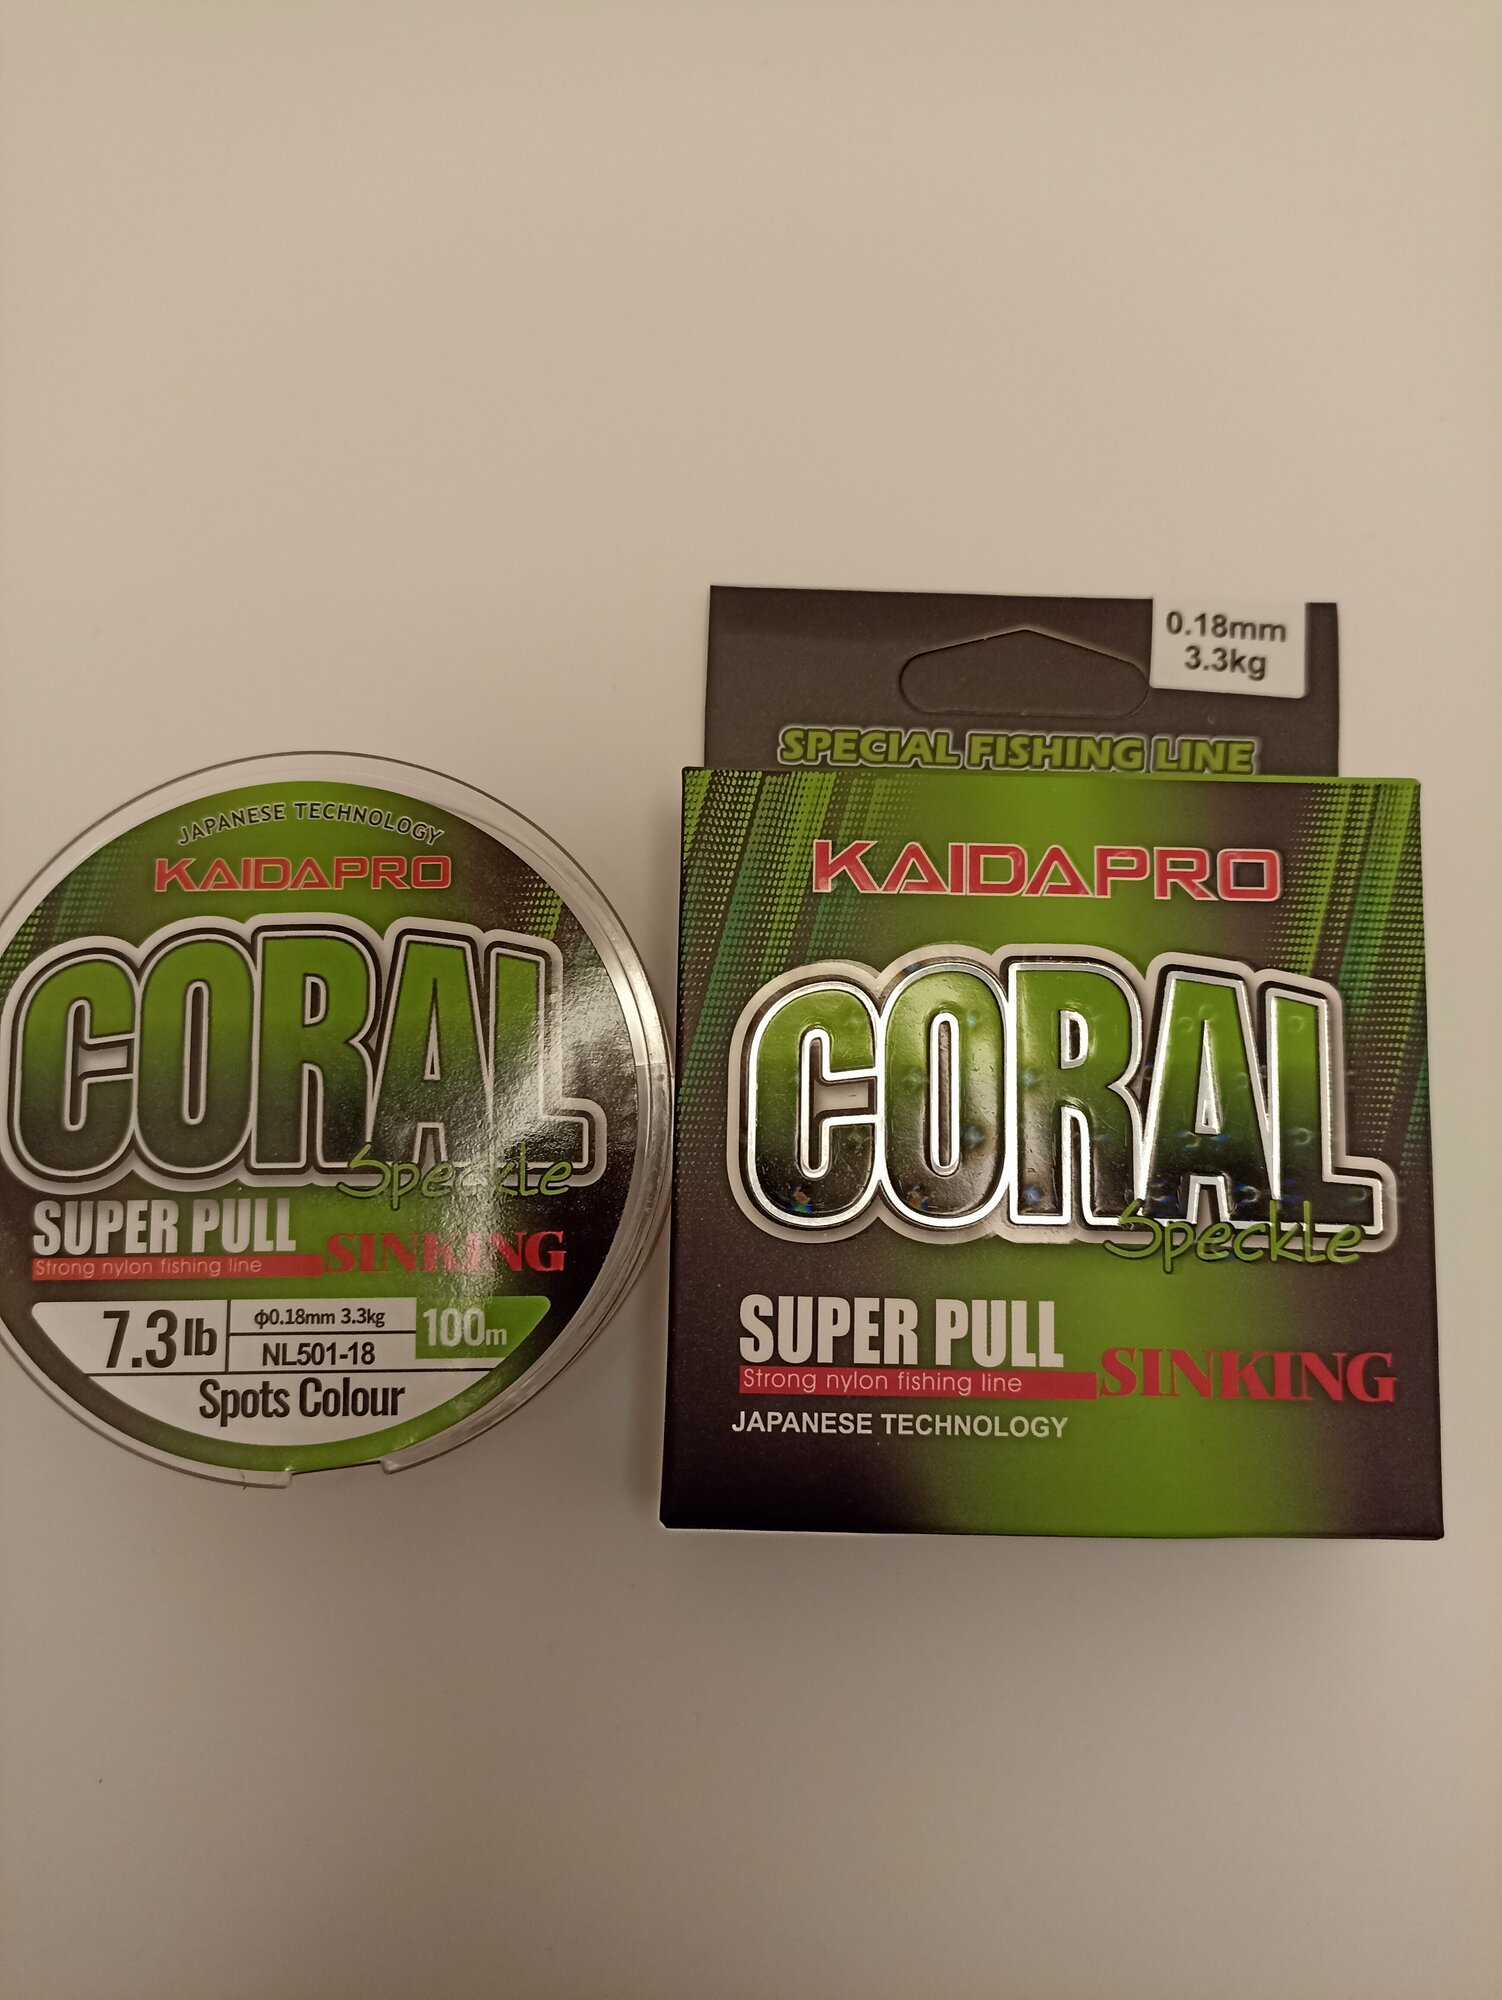 JAPANESE TECHNOLOGY
KAIDAPRO
CORAL
Speckle
SUPER PULL
Strong nylon fishing line
SINKING
7.3lb
ф0.18mm 3.3kg
NL501-18
100m
Spots Colour
0.18mm
3.3kg
SPECIAL FISHING LINE
KAIDAPRO
CORAL
Speckle
SUPER PULL
Strong nylon fishing line
SINKING
JAPANESE TECHNOLOGY